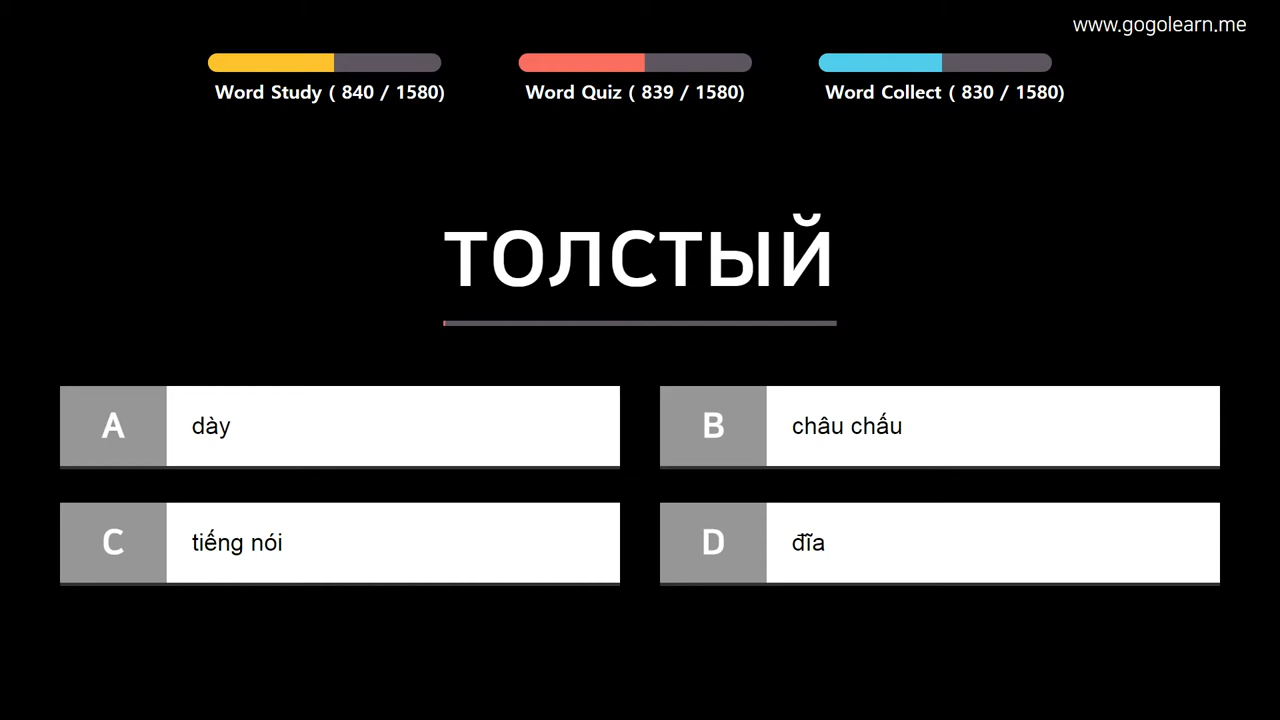 www.gogolearn.me
Word Study ( 840 / 1580)
Word Quiz ( 839 / 1580)
Word Collect ( 830 / 1580)
толстый
A dày
B châu chấu
C tiếng nói
D đĩa